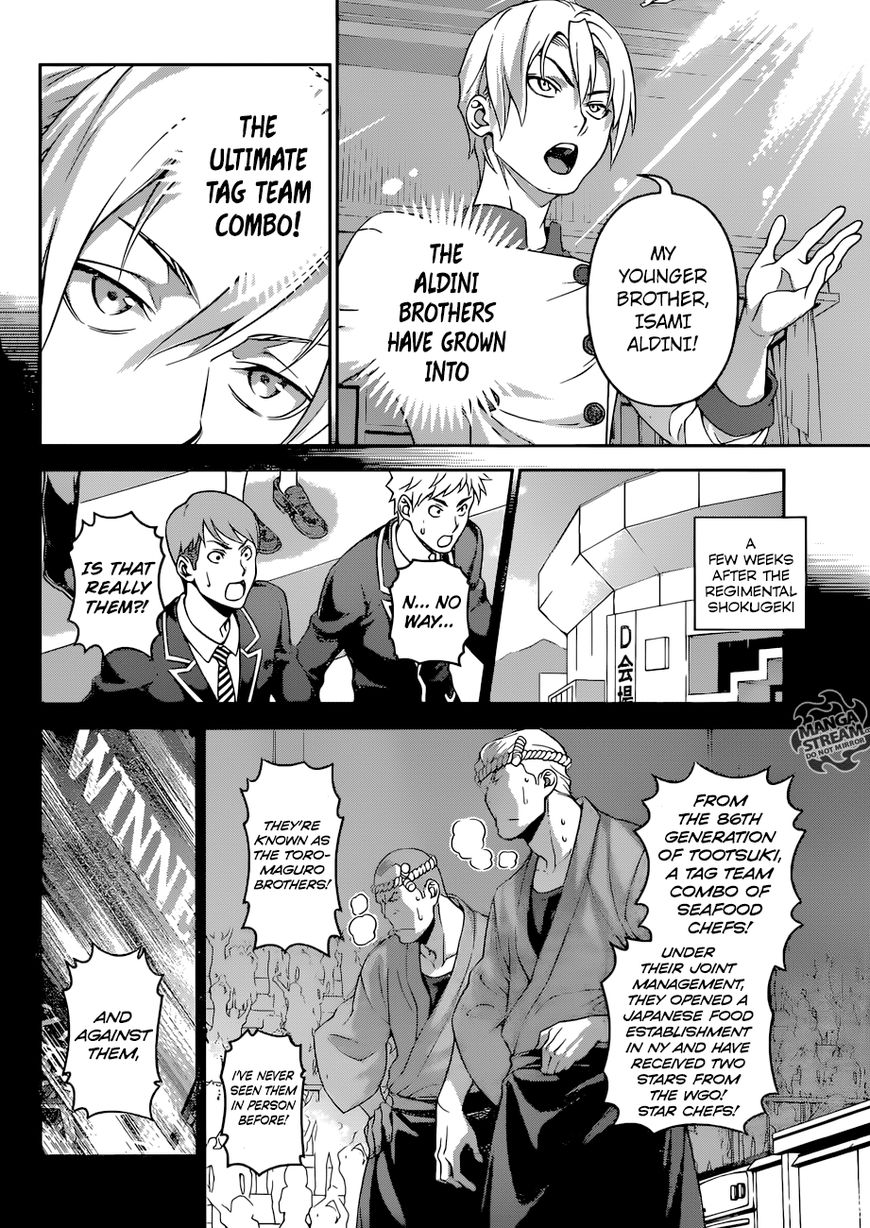 MY
YOUNGER
BROTHER,
ISAMI
ALDINI!
THE
ALDINI
BROTHERS
HAVE GROWN
INTO
THE
ULTIMATE
TAG TEAM
COMBO!
A
FEW WEEKS
AFTER THE
REGIMENTAL
SHOKUGEKI
D会場
N... NO
WAY...
IS THAT
REALLY
THEM?!
MANGA
STREAM
DO NOT MIRROR
FROM
THE 86TH
GENERATION
OF TOOTSUKI,
A TAG TEAM
COMBO OF
SEAFOOD
CHEFS!
UNDER
THEIR JOINT
MANAGEMENT,
THEY OPENED A
JAPANESE FOOD
ESTABLISHMENT
IN NY AND HAVE
RECEIVED TWO
STARS FROM
THE WGO!
STAR CHEFS!
THEY'RE
KNOWN AS
THE TORO-
MAGURO
BROTHERS!
I'VE NEVER
SEEN THEM
IN PERSON
BEFORE!
WINNE
AND
AGAINST
THEM,